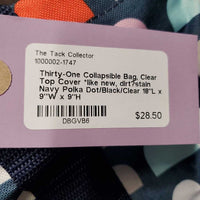 The Tack Collector
1000002-1747
Thirty-One Collapsible Bag, Clear
Top Cover *like new, dirt?stain
Navy Polka Dot/Black/Clear 18"L x
9"W x 9"H
DBGVB6
$28.50